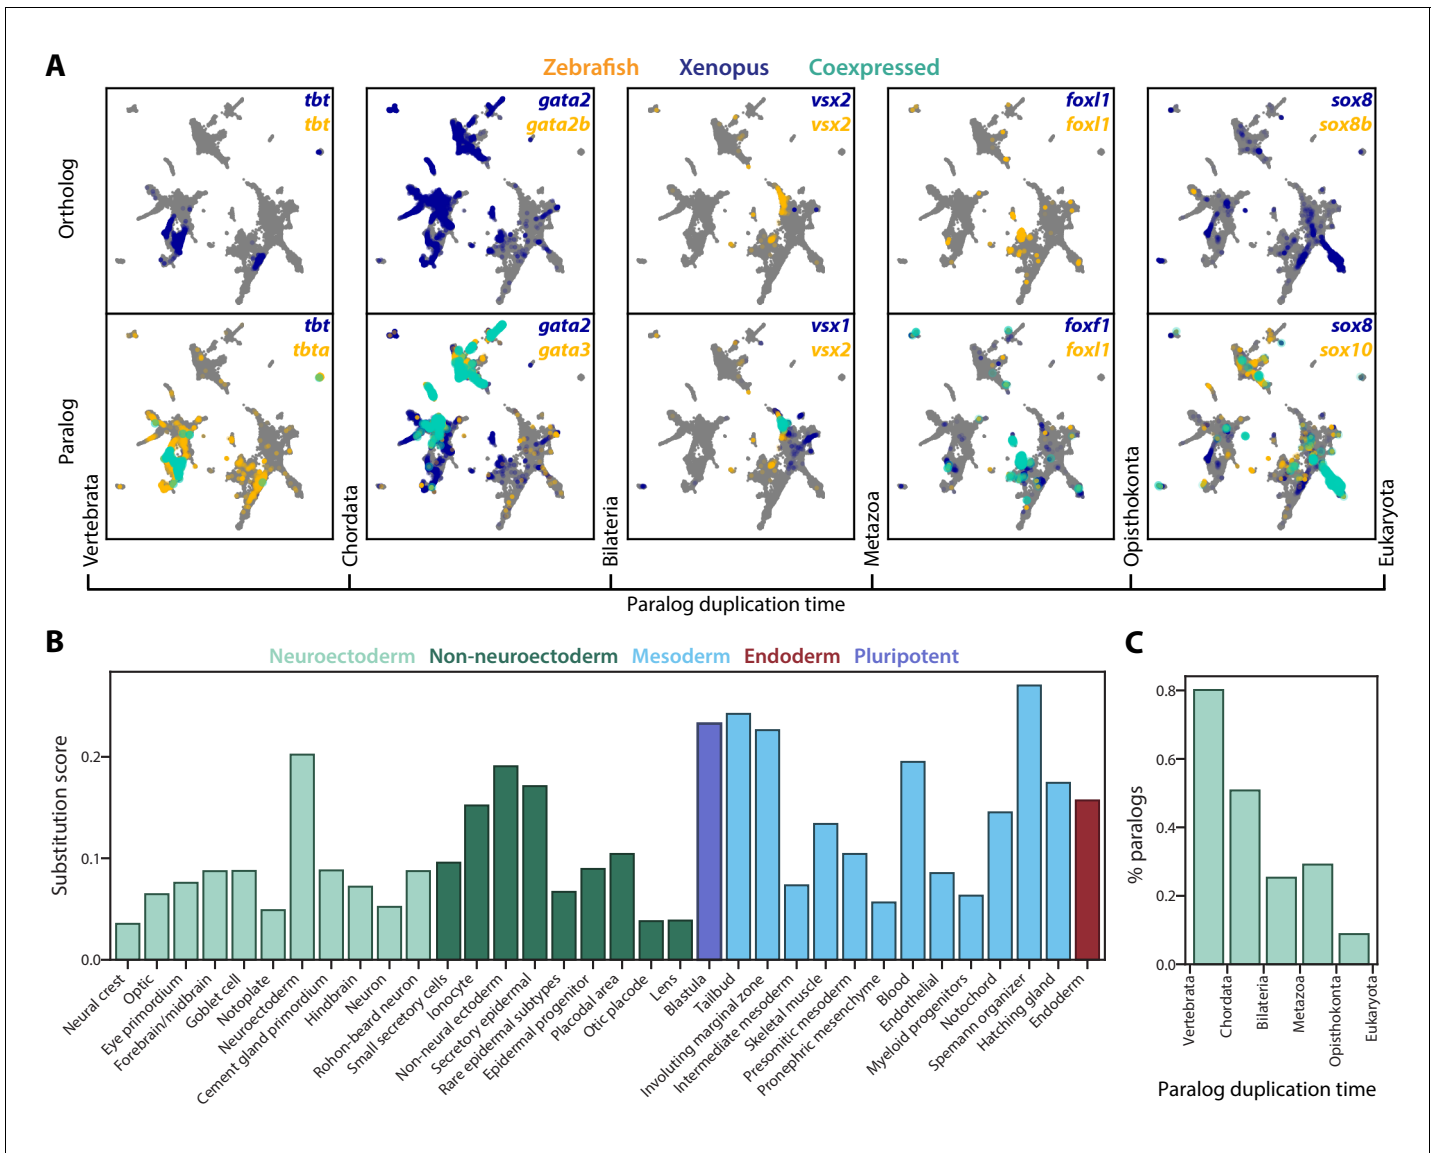 A
Zebrafish Xenopus Coexpressed
Ortholog
tbt
tbt
gata2
gata2b
vsx2
vsx2
foxl1
foxl1
sox8
sox8b
Paralog
tbt
tbta
gata2
gata3
vsx1
vsx2
foxf1
foxl1
sox8
sox10
Vertebrata
Chordata
Bilateria
Metazoa
Opisthokonta
Eukaryota
Paralog duplication time
B
Neuroectoderm Non-neuroectoderm Mesoderm Endoderm Pluripotent
Substitution score
0.2
0.1
0.0
Neural crest
Optic
Eye primordium
Forebrain/midbrain
Goblet cell
Notoplate
Neuroectoderm
Cement gland primordium
Hindbrain
Neuron
Rohon-beard neuron
Small secretory cells
Ionocyte
Non-neural ectoderm
Secretory epidermal
Rare epidermal subtypes
Epidermal progenitor
Placodal area
Otic placode
Lens
Blastula
Tailbud
Involuting marginal zone
Intermediate mesoderm
Skeletal muscle
Presomitic mesoderm
Pronephric mesenchyme
Blood
Endothelial
Myeloid progenitors
Notochord
Spemann organizer
Hatching gland
Endoderm
C
% paralogs
0.8
0.6
0.4
0.2
0.0
Vertebrata
Chordata
Bilateria
Metazoa
Opisthokonta
Eukaryota
Paralog duplication time